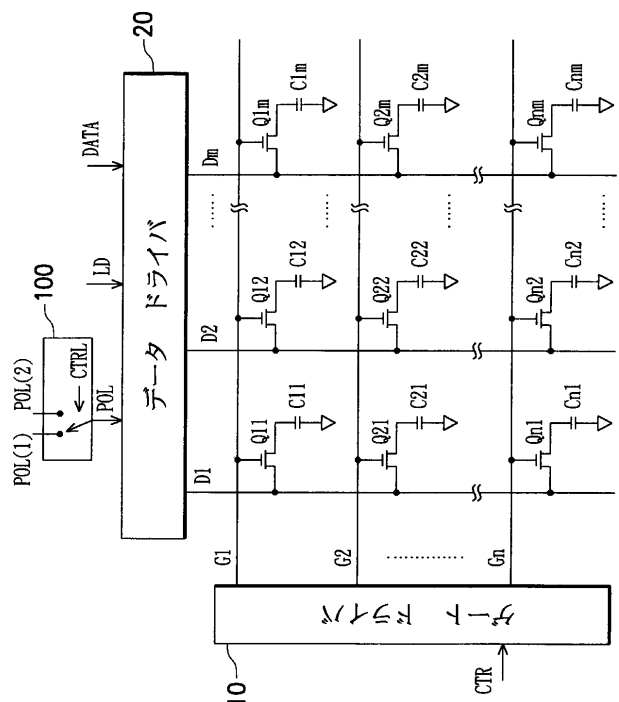 POL(1) POL(2)
100
CTRL
POL
LD
DATA
20
データ ドライバ
D1
D2
Dm
G1
Q11
C11
Q12
C12
Q1m
C1m
G2
Q21
C21
Q22
C22
Q2m
C2m
Gn
Qn1
Cn1
Qn2
Cn2
Qnm
Cnm
ゲート ドライバ
10
CTR